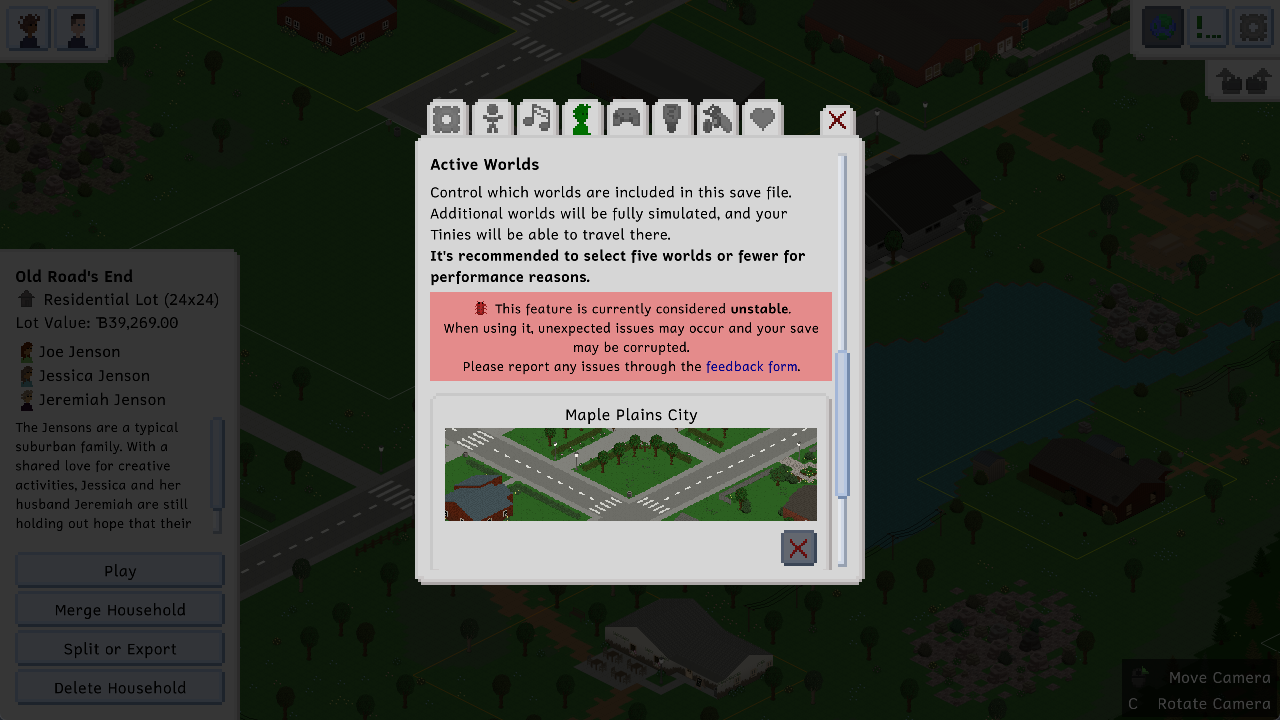 Active Worlds
Control which worlds are included in this save file.
Additional worlds will be fully simulated, and your
Tinies will be able to travel there.
It's recommended to select five worlds or fewer for
performance reasons.
This feature is currently considered unstable.
When using it, unexpected issues may occur and your save
may be corrupted.
Please report any issues through the feedback form.
Maple Plains City
Old Road's End
Residential Lot (24x24)
Lot Value: ₸39,269.00
Joe Jenson
Jessica Jenson
Jeremiah Jenson
The Jensons are a typical
suburban family. With a
shared love for creative
activities, Jessica and her
husband Jeremiah are still
holding out hope that their
Play
Merge Household
Split or Export
Delete Household
Move Camera
C Rotate Camera